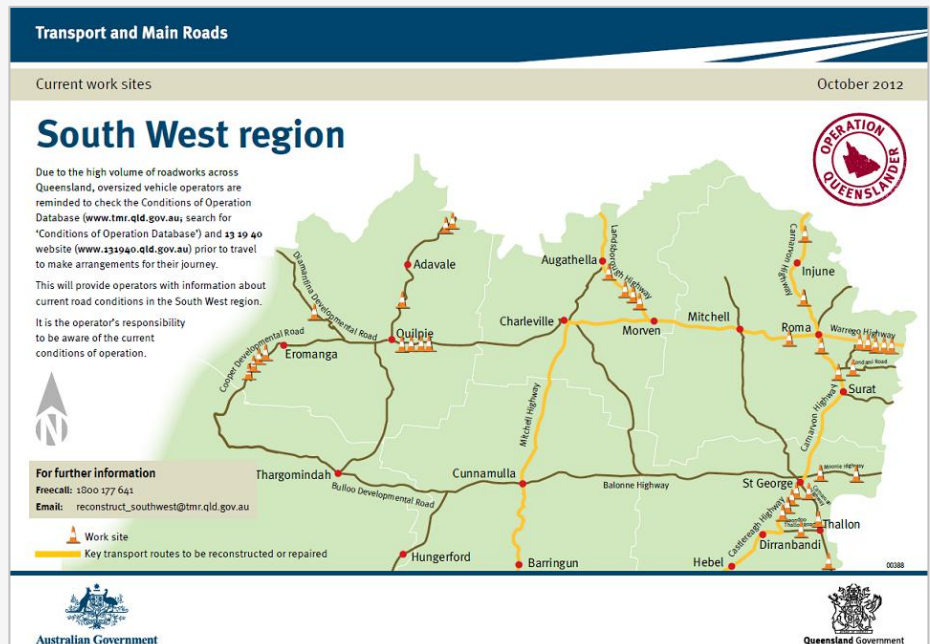 Transport and Main Roads
Current work sites
October 2012
South West region
OPERATION
QUEENSLANDER
Due to the high volume of roadworks across
Queensland, oversized vehicle operators are
reminded to check the Conditions of Operation
Database (www.tmr.qld.gov.au; search for
‘Conditions of Operation Database’) and 13 19 40
website (www.131940.qld.gov.au) prior to travel
to make arrangements for their journey.
This will provide operators with information about
current road conditions in the South West region.
It is the operator’s responsibility
to be aware of the current
conditions of operation.
N
Adavale
Augathella
Landsborough Highway
Carnarvon Highway
Injune
Diamantina Developmental Road
Charleville
Morven
Mitchell
Roma
Warrego Highway
Quilpie
Cooper Developmental Road
Eromanga
Surat
Mitchell Highway
Carnarvon Highway
Thargomindah
Cunnamulla
Bulloo Developmental Road
Balonne Highway
St George
Moonie Highway
Castlereagh Highway
Thallon
Dirranbandi
Hungerford
Barringun
Hebel
For further information
Freecall: 1800 177 641
Email: reconstruct_southwest@tmr.qld.gov.au
Work site
Key transport routes to be reconstructed or repaired
00388
Australian Government
Queensland Government